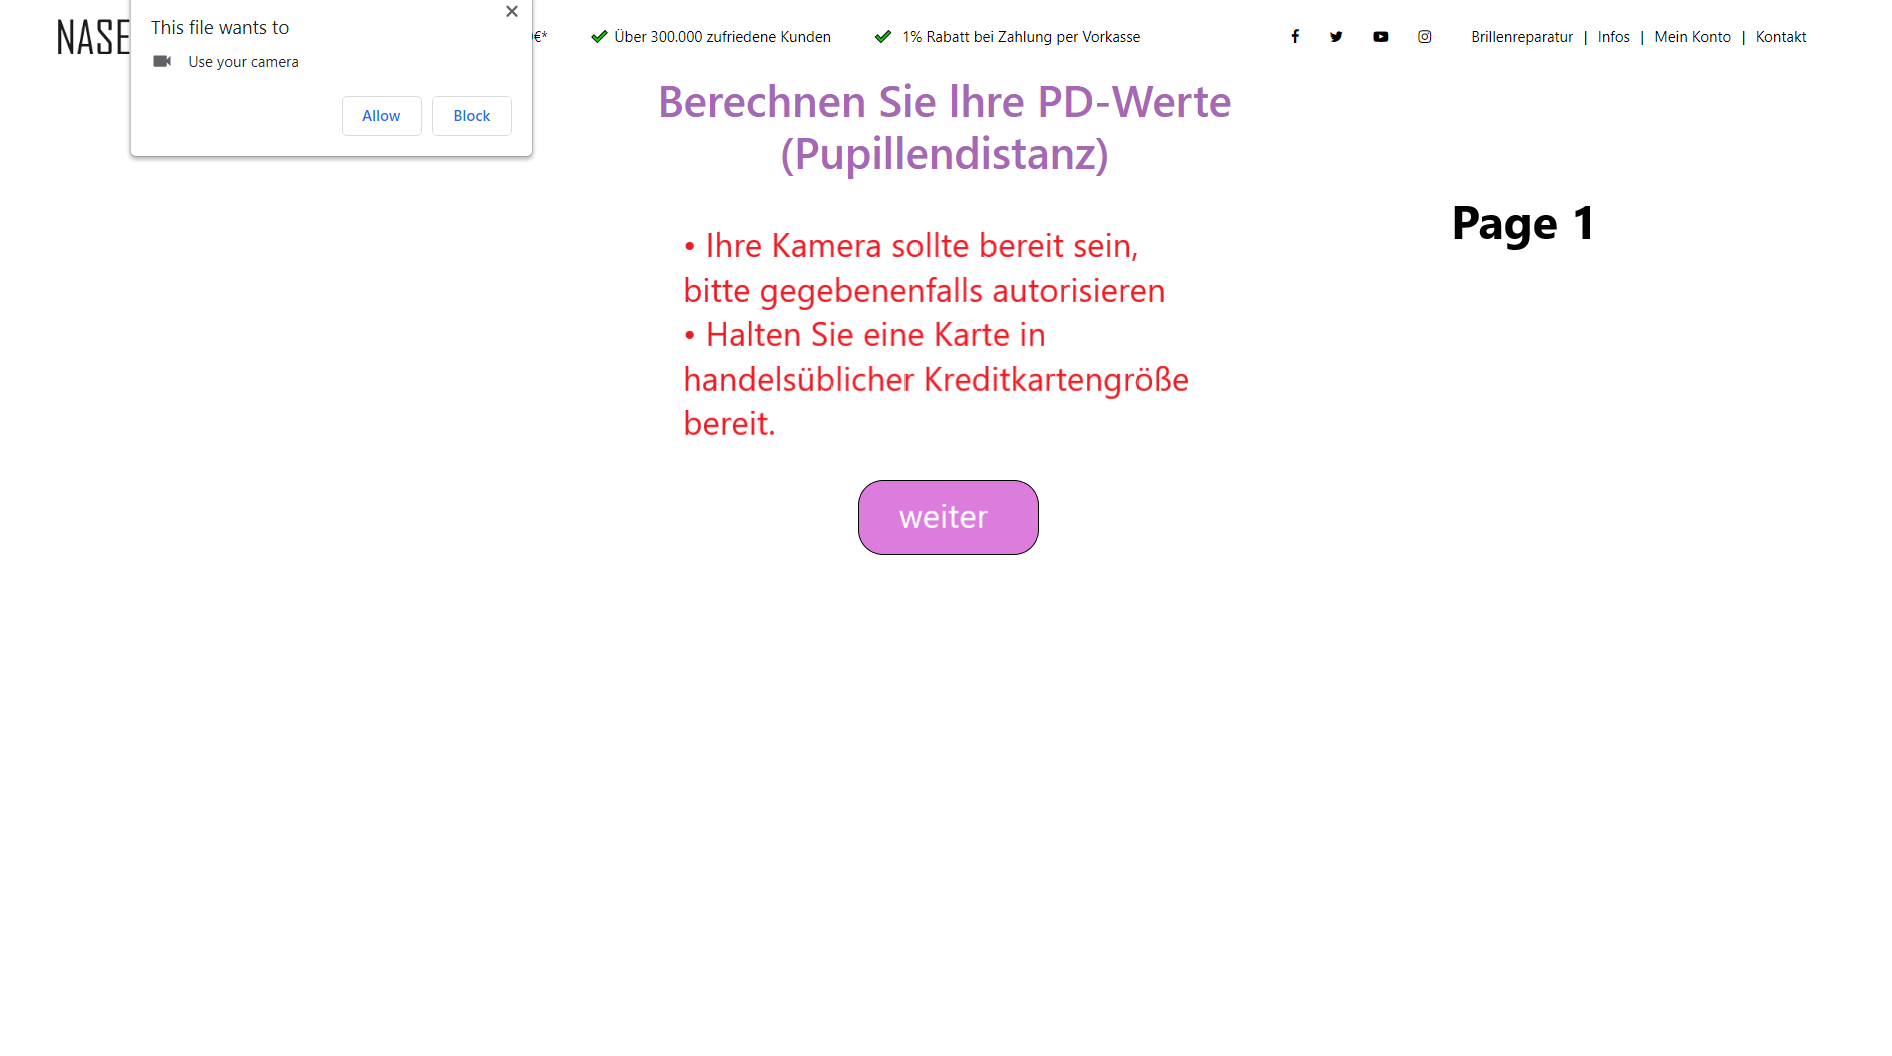 NASE
This file wants to
Use your camera
Allow Block
€* Über 300.000 zufriedene Kunden 1% Rabatt bei Zahlung per Vorkasse Brillenreparatur | Infos | Mein Konto | Kontakt
Berechnen Sie Ihre PD-Werte
(Pupillendistanz)
Page 1
• Ihre Kamera sollte bereit sein,
bitte gegebenenfalls autorisieren
• Halten Sie eine Karte in
handelsüblicher Kreditkartengröße
bereit.
weiter